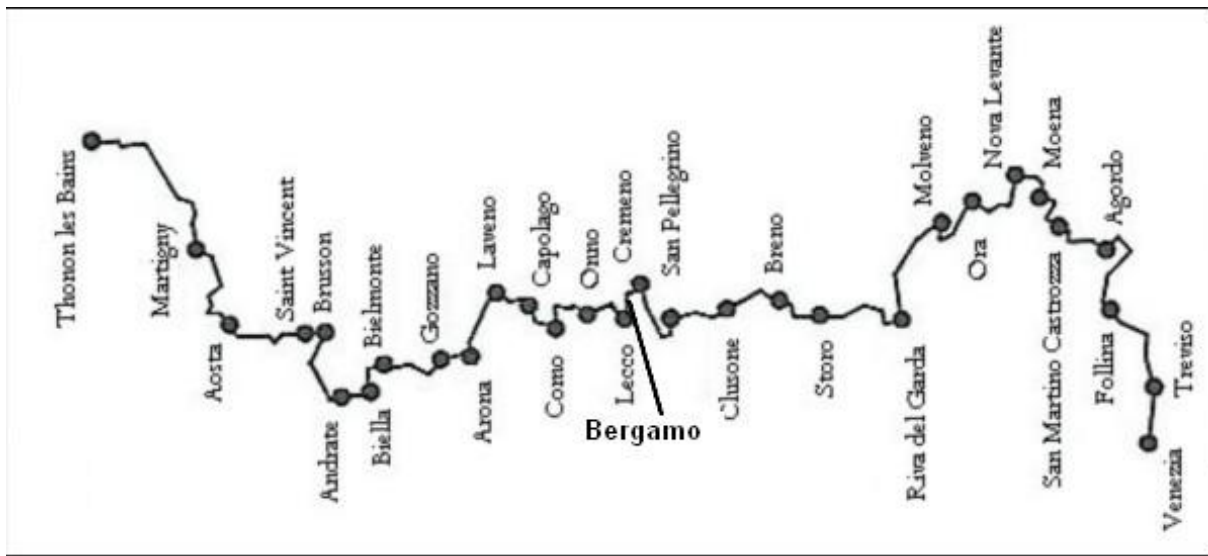 Thonon les Bains
Martigny
Aosta
Saint Vincent
Brusson
Andrate
Biella
Bielmonte
Gozzano
Arona
Laveno
Capolago
Como
Onno
Lecco
Cremeno
Bergamo
San Pellegrino
Clusone
Breno
Storo
Riva del Garda
Molveno
Ora
Nova Levante
Moena
San Martino Castrozza
Agordo
Follina
Treviso
Venezia